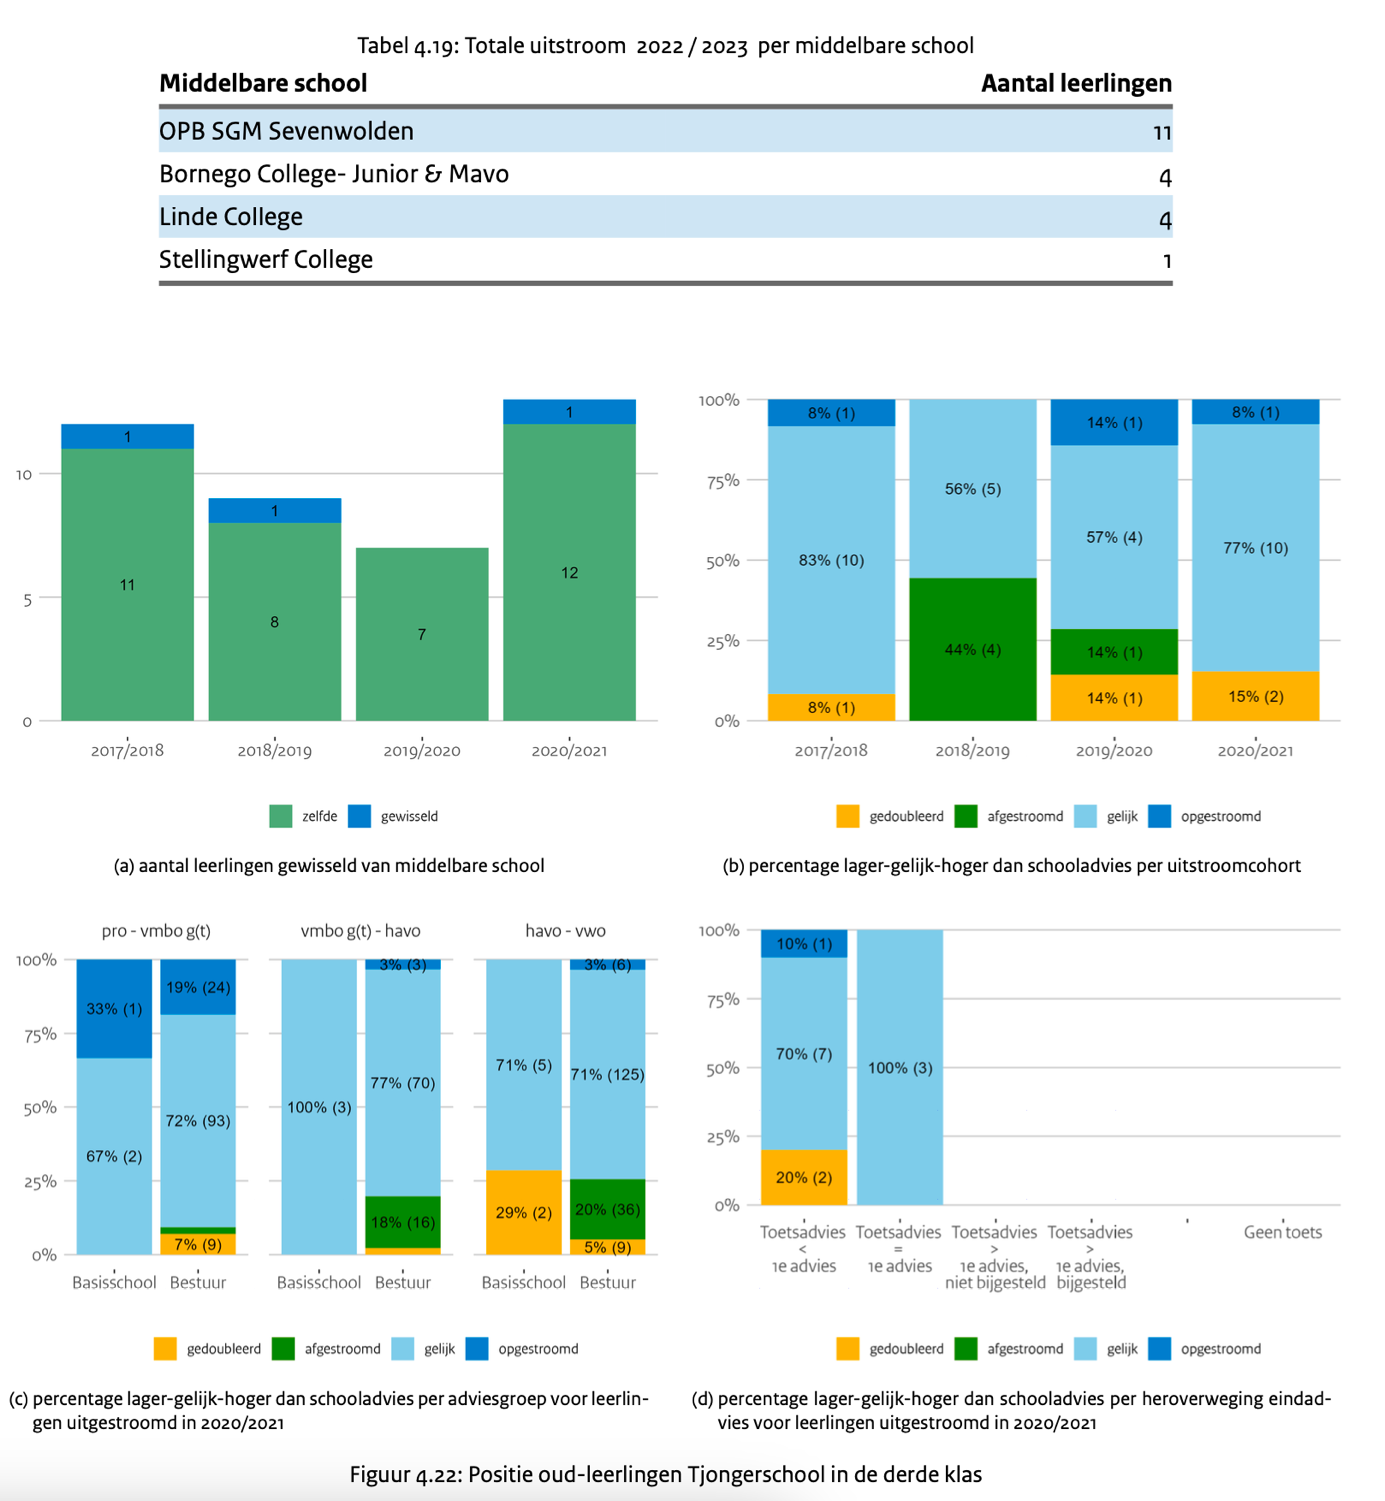 Tabel 4.19: Totale uitstroom 2022 / 2023 per middelbare school
Middelbare school Aantal leerlingen
OPB SGM Sevenwolden 11
Bornego College- Junior & Mavo 4
Linde College 4
Stellingwerf College 1
10
5
0
1
11
1
8
7
1
12
2017/2018 2018/2019 2019/2020 2020/2021
zelfde gewisseld
(a) aantal leerlingen gewisseld van middelbare school
100%
75%
50%
25%
0%
8% (1)
83% (10)
8% (1)
56% (5)
44% (4)
14% (1)
57% (4)
14% (1)
14% (1)
8% (1)
77% (10)
15% (2)
2017/2018 2018/2019 2019/2020 2020/2021
gedoubleerd afgestroomd gelijk opgestroomd
(b) percentage lager-gelijk-hoger dan schooladvies per uitstroomcohort
pro - vmbo g(t) vmbo g(t) - havo havo - vwo
100%
75%
50%
25%
0%
33% (1)
67% (2)
19% (24)
72% (93)
7% (9)
100% (3)
3% (3)
77% (70)
18% (16)
71% (5)
29% (2)
3% (6)
71% (125)
20% (36)
5% (9)
Basisschool Bestuur Basisschool Bestuur Basisschool Bestuur
gedoubleerd afgestroomd gelijk opgestroomd
(c) percentage lager-gelijk-hoger dan schooladvies per adviesgroep voor leerlin-
gen uitgestroomd in 2020/2021
100%
75%
50%
25%
0%
10% (1)
70% (7)
20% (2)
100% (3)
Toetsadvies
<
1e advies
Toetsadvies
=
1e advies
Toetsadvies
>
1e advies,
niet bijgesteld
Toetsadvies
>
1e advies,
bijgesteld
Geen toets
gedoubleerd afgestroomd gelijk opgestroomd
(d) percentage lager-gelijk-hoger dan schooladvies per heroverweging eindad-
vies voor leerlingen uitgestroomd in 2020/2021
Figuur 4.22: Positie oud-leerlingen Tjongerschool in de derde klas